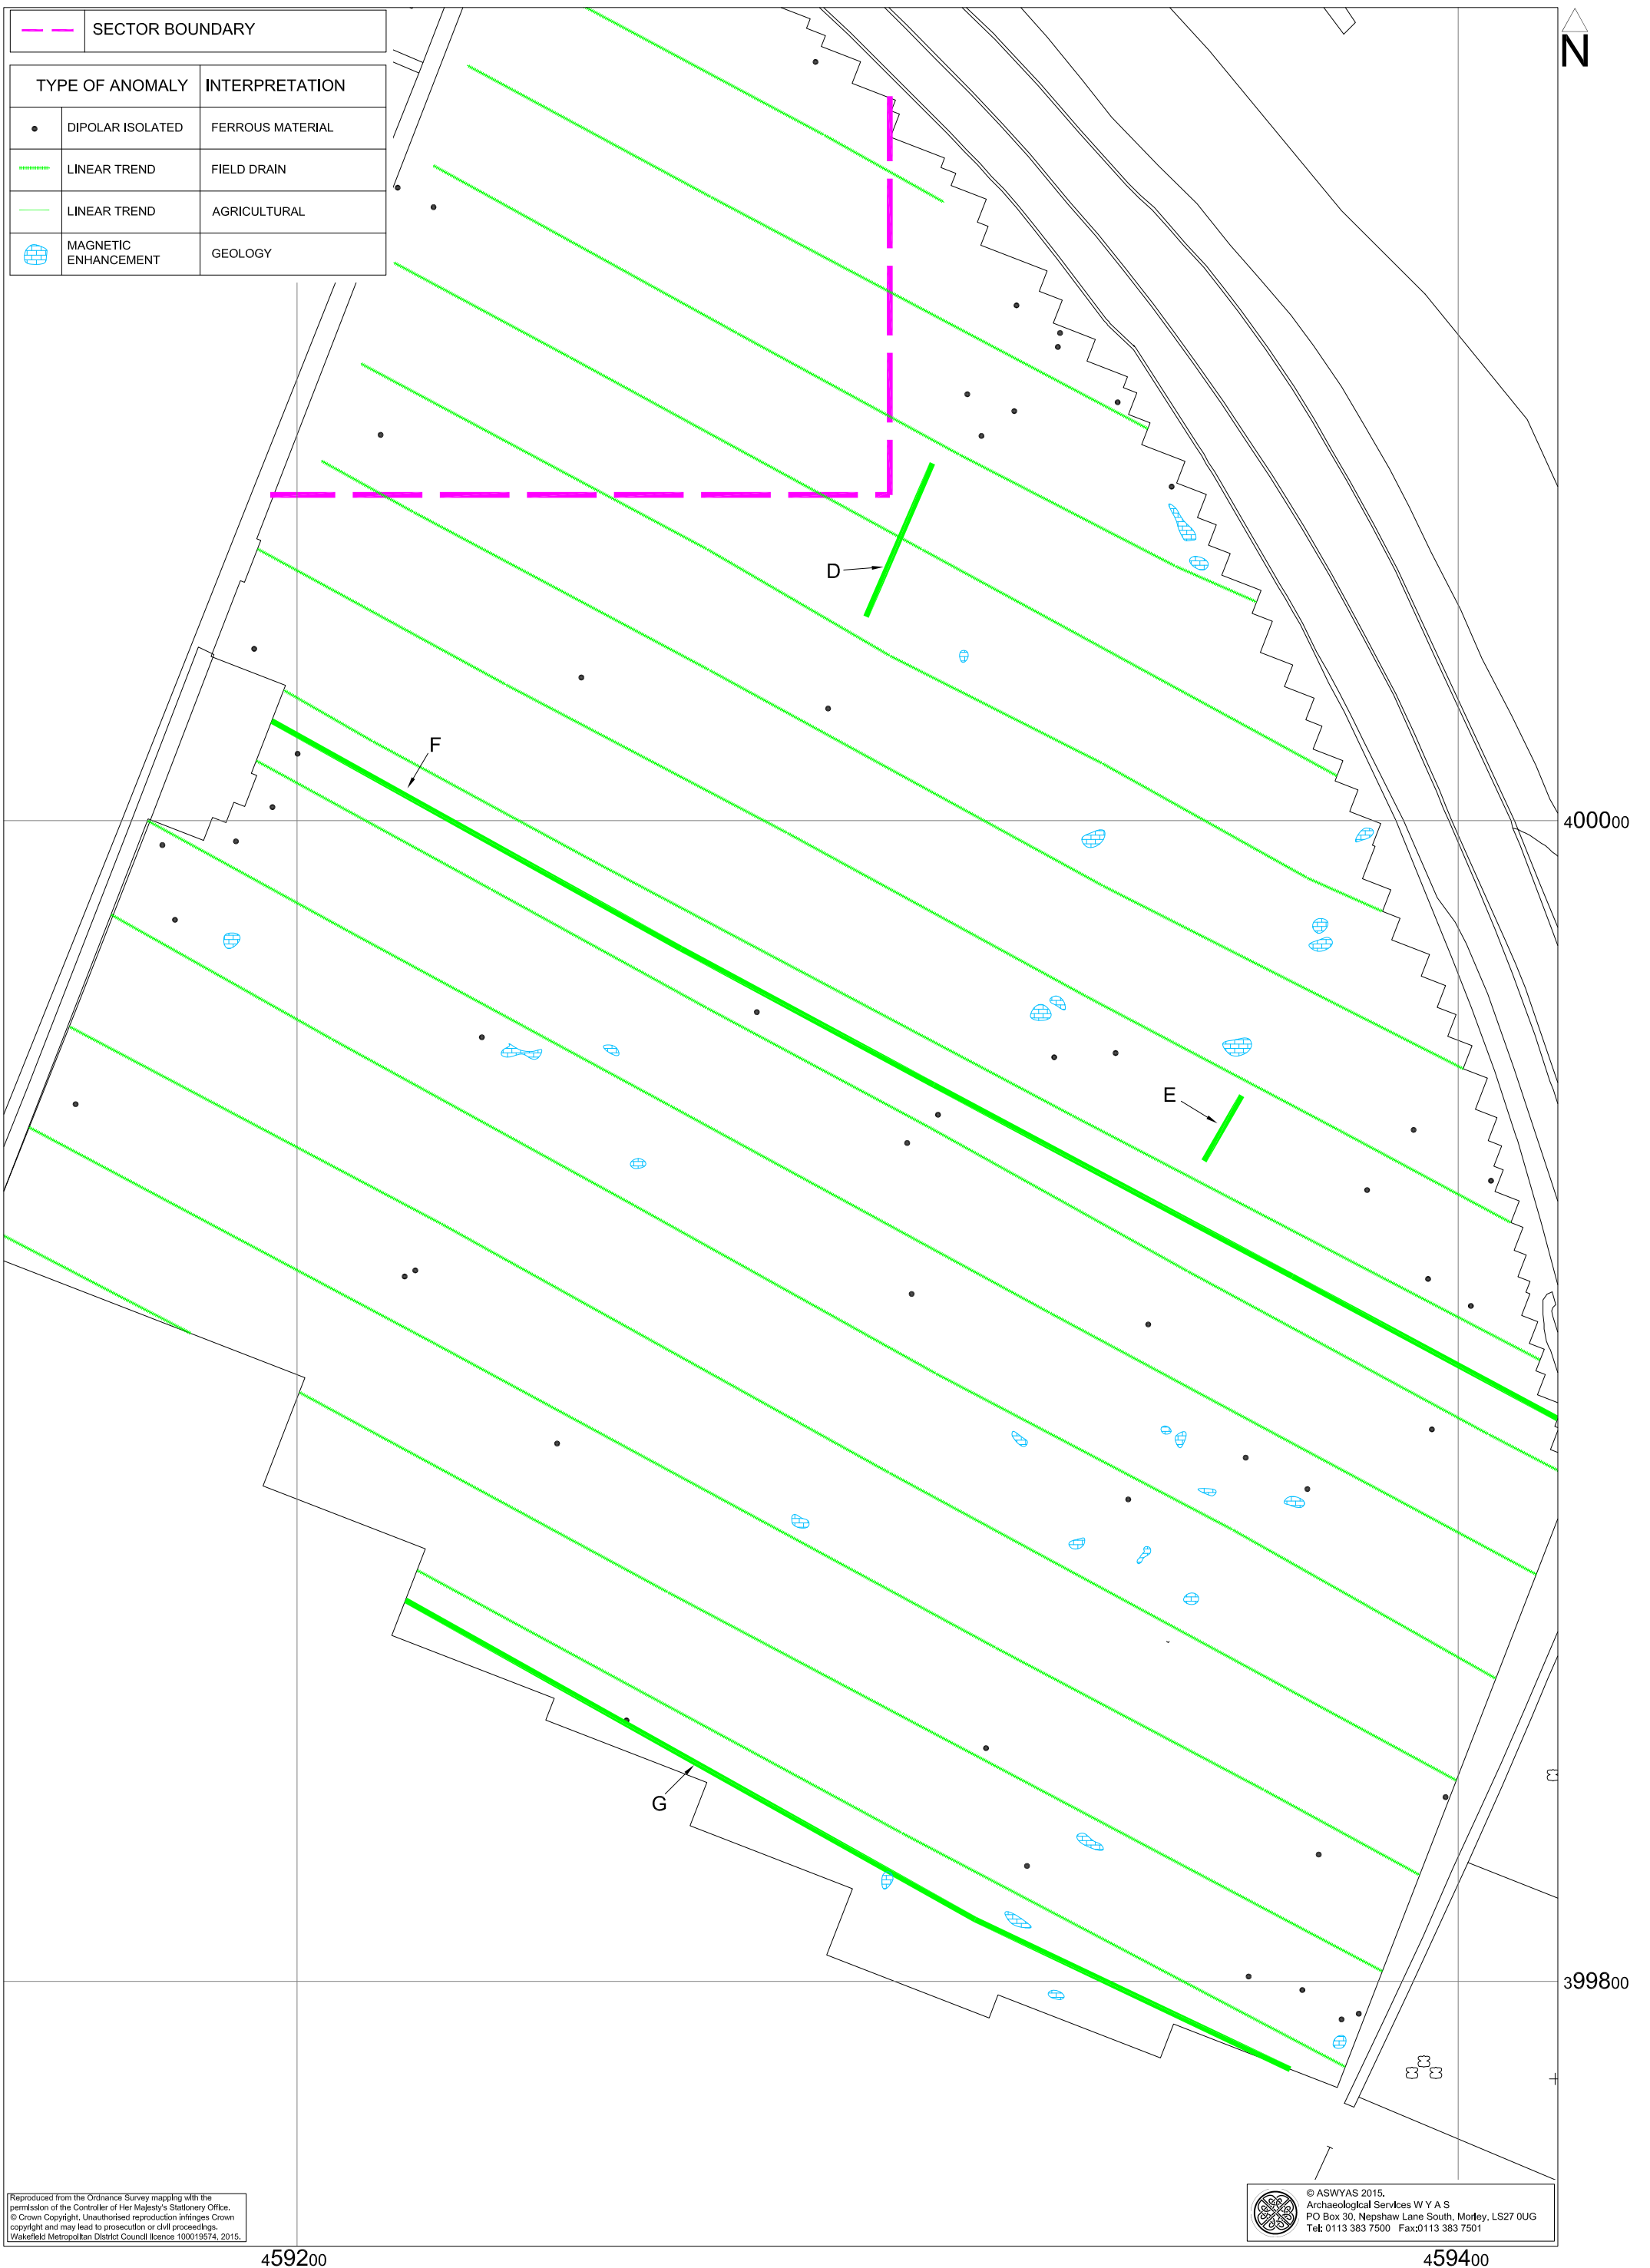 SECTOR BOUNDARY
N
TYPE OF ANOMALY INTERPRETATION
DIPOLAR ISOLATED FERROUS MATERIAL
LINEAR TREND FIELD DRAIN
LINEAR TREND AGRICULTURAL
MAGNETIC
ENHANCEMENT
GEOLOGY
D
F
400000
E
G
399800
Reproduced from the Ordnance Survey mapping with the
permission of the Controller of Her Majesty's Stationery Office.
© Crown Copyright. Unauthorised reproduction infringes Crown
copyright and may lead to prosecution or civil proceedings.
Wakefield Metropolitan District Council licence 100019574, 2015.
© ASWYAS 2015.
Archaeological Services W Y A S
PO Box 30, Nepshaw Lane South, Morley, LS27 0UG
Tel: 0113 383 7500 Fax:0113 383 7501
459200
459400